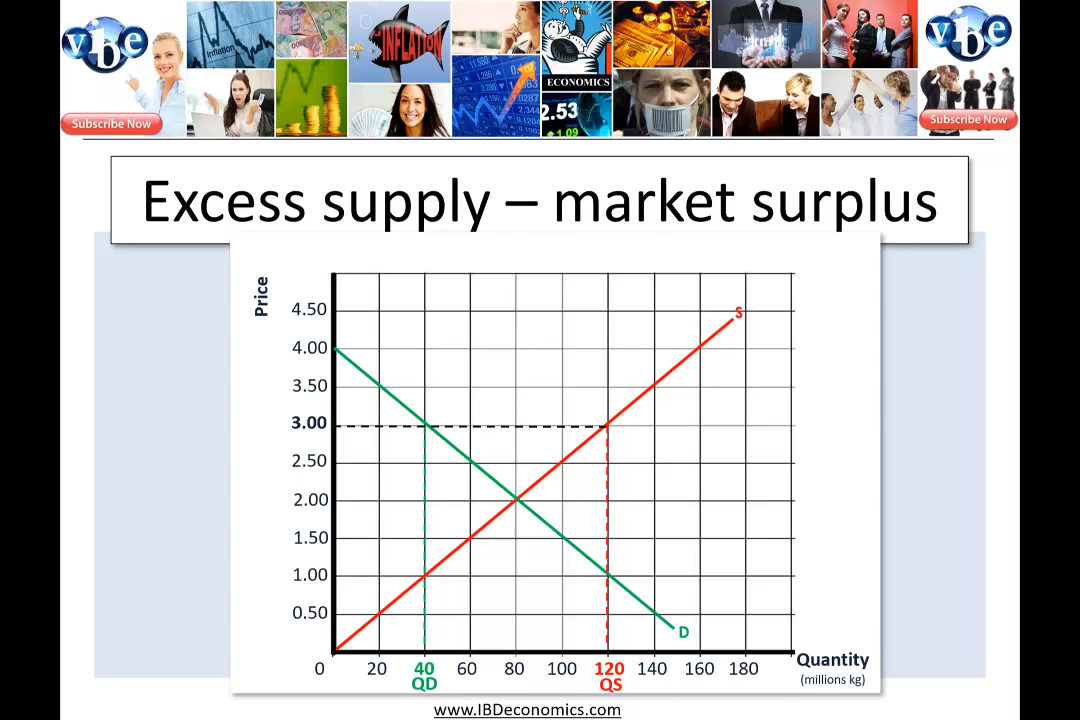 vbe
Subscribe Now
Inflation
INFLATION
ECONOMICS
2.53
▲1.09
vbe
Subscribe Now
Excess supply – market surplus
Price
4.50
4.00
3.50
3.00
2.50
2.00
1.50
1.00
0.50
S
D
0 20 40 60 80 100 120 140 160 180
QD QS
Quantity
(millions kg)
www.IBDeconomics.com